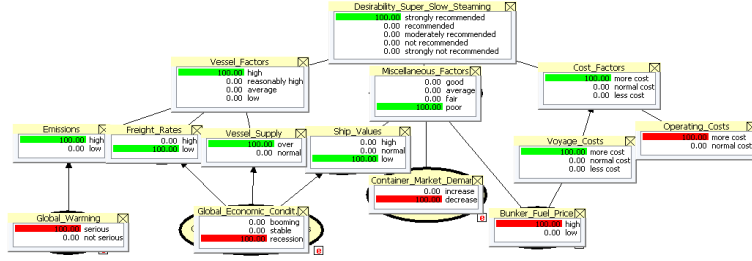 Desirability_Super_Slow_Steaming
100.00 strongly recommended
0.00 recommended
0.00 moderately recommended
0.00 not recommended
0.00 strongly not recommended
Vessel_Factors
100.00 high
0.00 reasonably high
0.00 average
0.00 low
Miscellaneous_Factors
0.00 good
0.00 average
0.00 fair
100.00 poor
Cost_Factors
100.00 more cost
0.00 normal cost
0.00 less cost
Emissions
100.00 high
0.00 low
Freight_Rates
0.00 high
100.00 low
Vessel_Supply
100.00 over
0.00 normal
Ship_Values
0.00 high
0.00 normal
100.00 low
Voyage_Costs
100.00 more cost
0.00 normal cost
0.00 less cost
Operating_Costs
100.00 more cost
0.00 normal cost
Global_Warming
100.00 serious
0.00 not serious
Global_Economic_Condit
0.00 booming
0.00 stable
100.00 recession
Container_Market_Deman
0.00 increase
100.00 decrease
Bunker_Fuel_Price
100.00 high
0.00 low
e
e
e